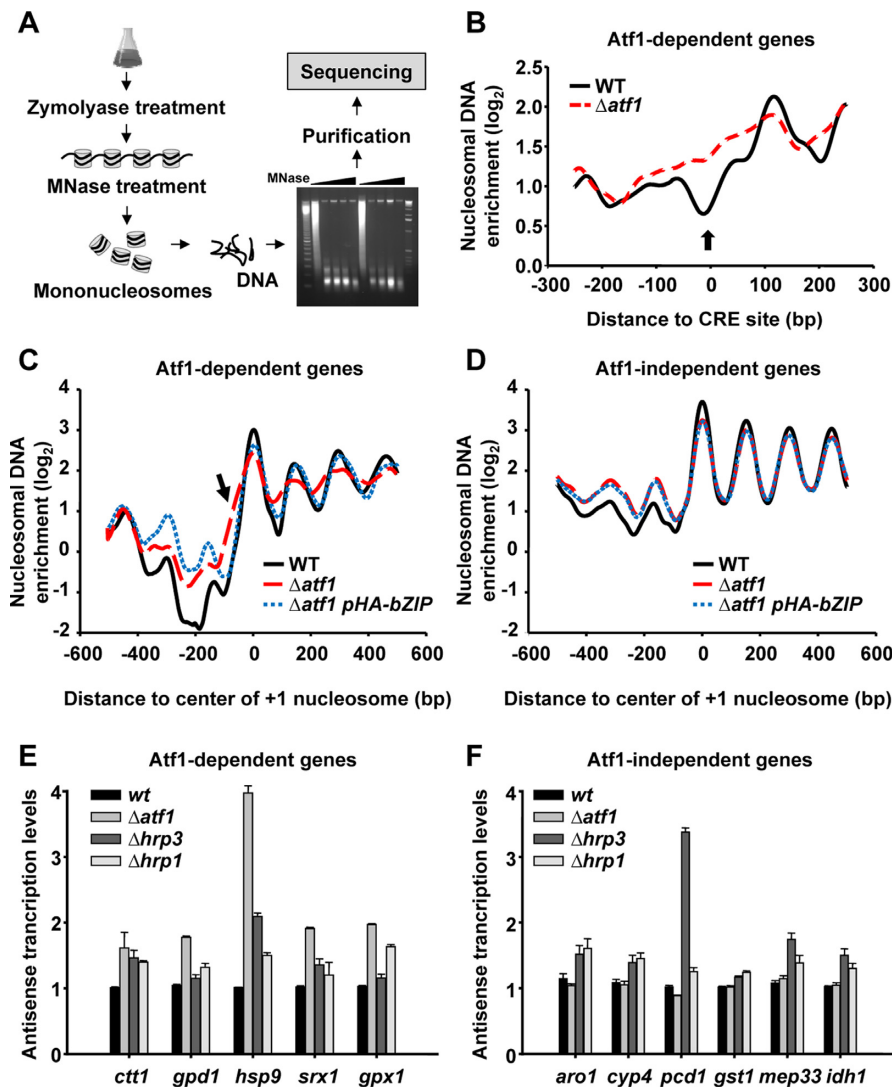 A
Zymolyase treatment
MNase treatment
Mononucleosomes
DNA
MNase
Purification
Sequencing
B
Atf1-dependent genes
Nucleosomal DNA
enrichment (log2)
2.5
2.0
1.5
1.0
0.5
0.0
WT
Δatf1
-300 -200 -100 0 100 200 300
Distance to CRE site (bp)
C
Atf1-dependent genes
Nucleosomal DNA
enrichment (log2)
4
3
2
1
0
-1
-2
WT
Δatf1
Δatf1 pHA-bZIP
-600 -400 -200 0 200 400 600
Distance to center of +1 nucleosome (bp)
D
Atf1-independent genes
Nucleosomal DNA
enrichment (log2)
4
3
2
1
0
-1
-2
WT
Δatf1
Δatf1 pHA-bZIP
-600 -400 -200 0 200 400 600
Distance to center of +1 nucleosome (bp)
E
Atf1-dependent genes
Antisense trancription levels
4
3
2
1
0
wt
Δatf1
Δhrp3
Δhrp1
ctt1 gpd1 hsp9 srx1 gpx1
F
Atf1-independent genes
Antisense trancription levels
4
3
2
1
0
wt
Δatf1
Δhrp3
Δhrp1
aro1 cyp4 pcd1 gst1 mep33 idh1